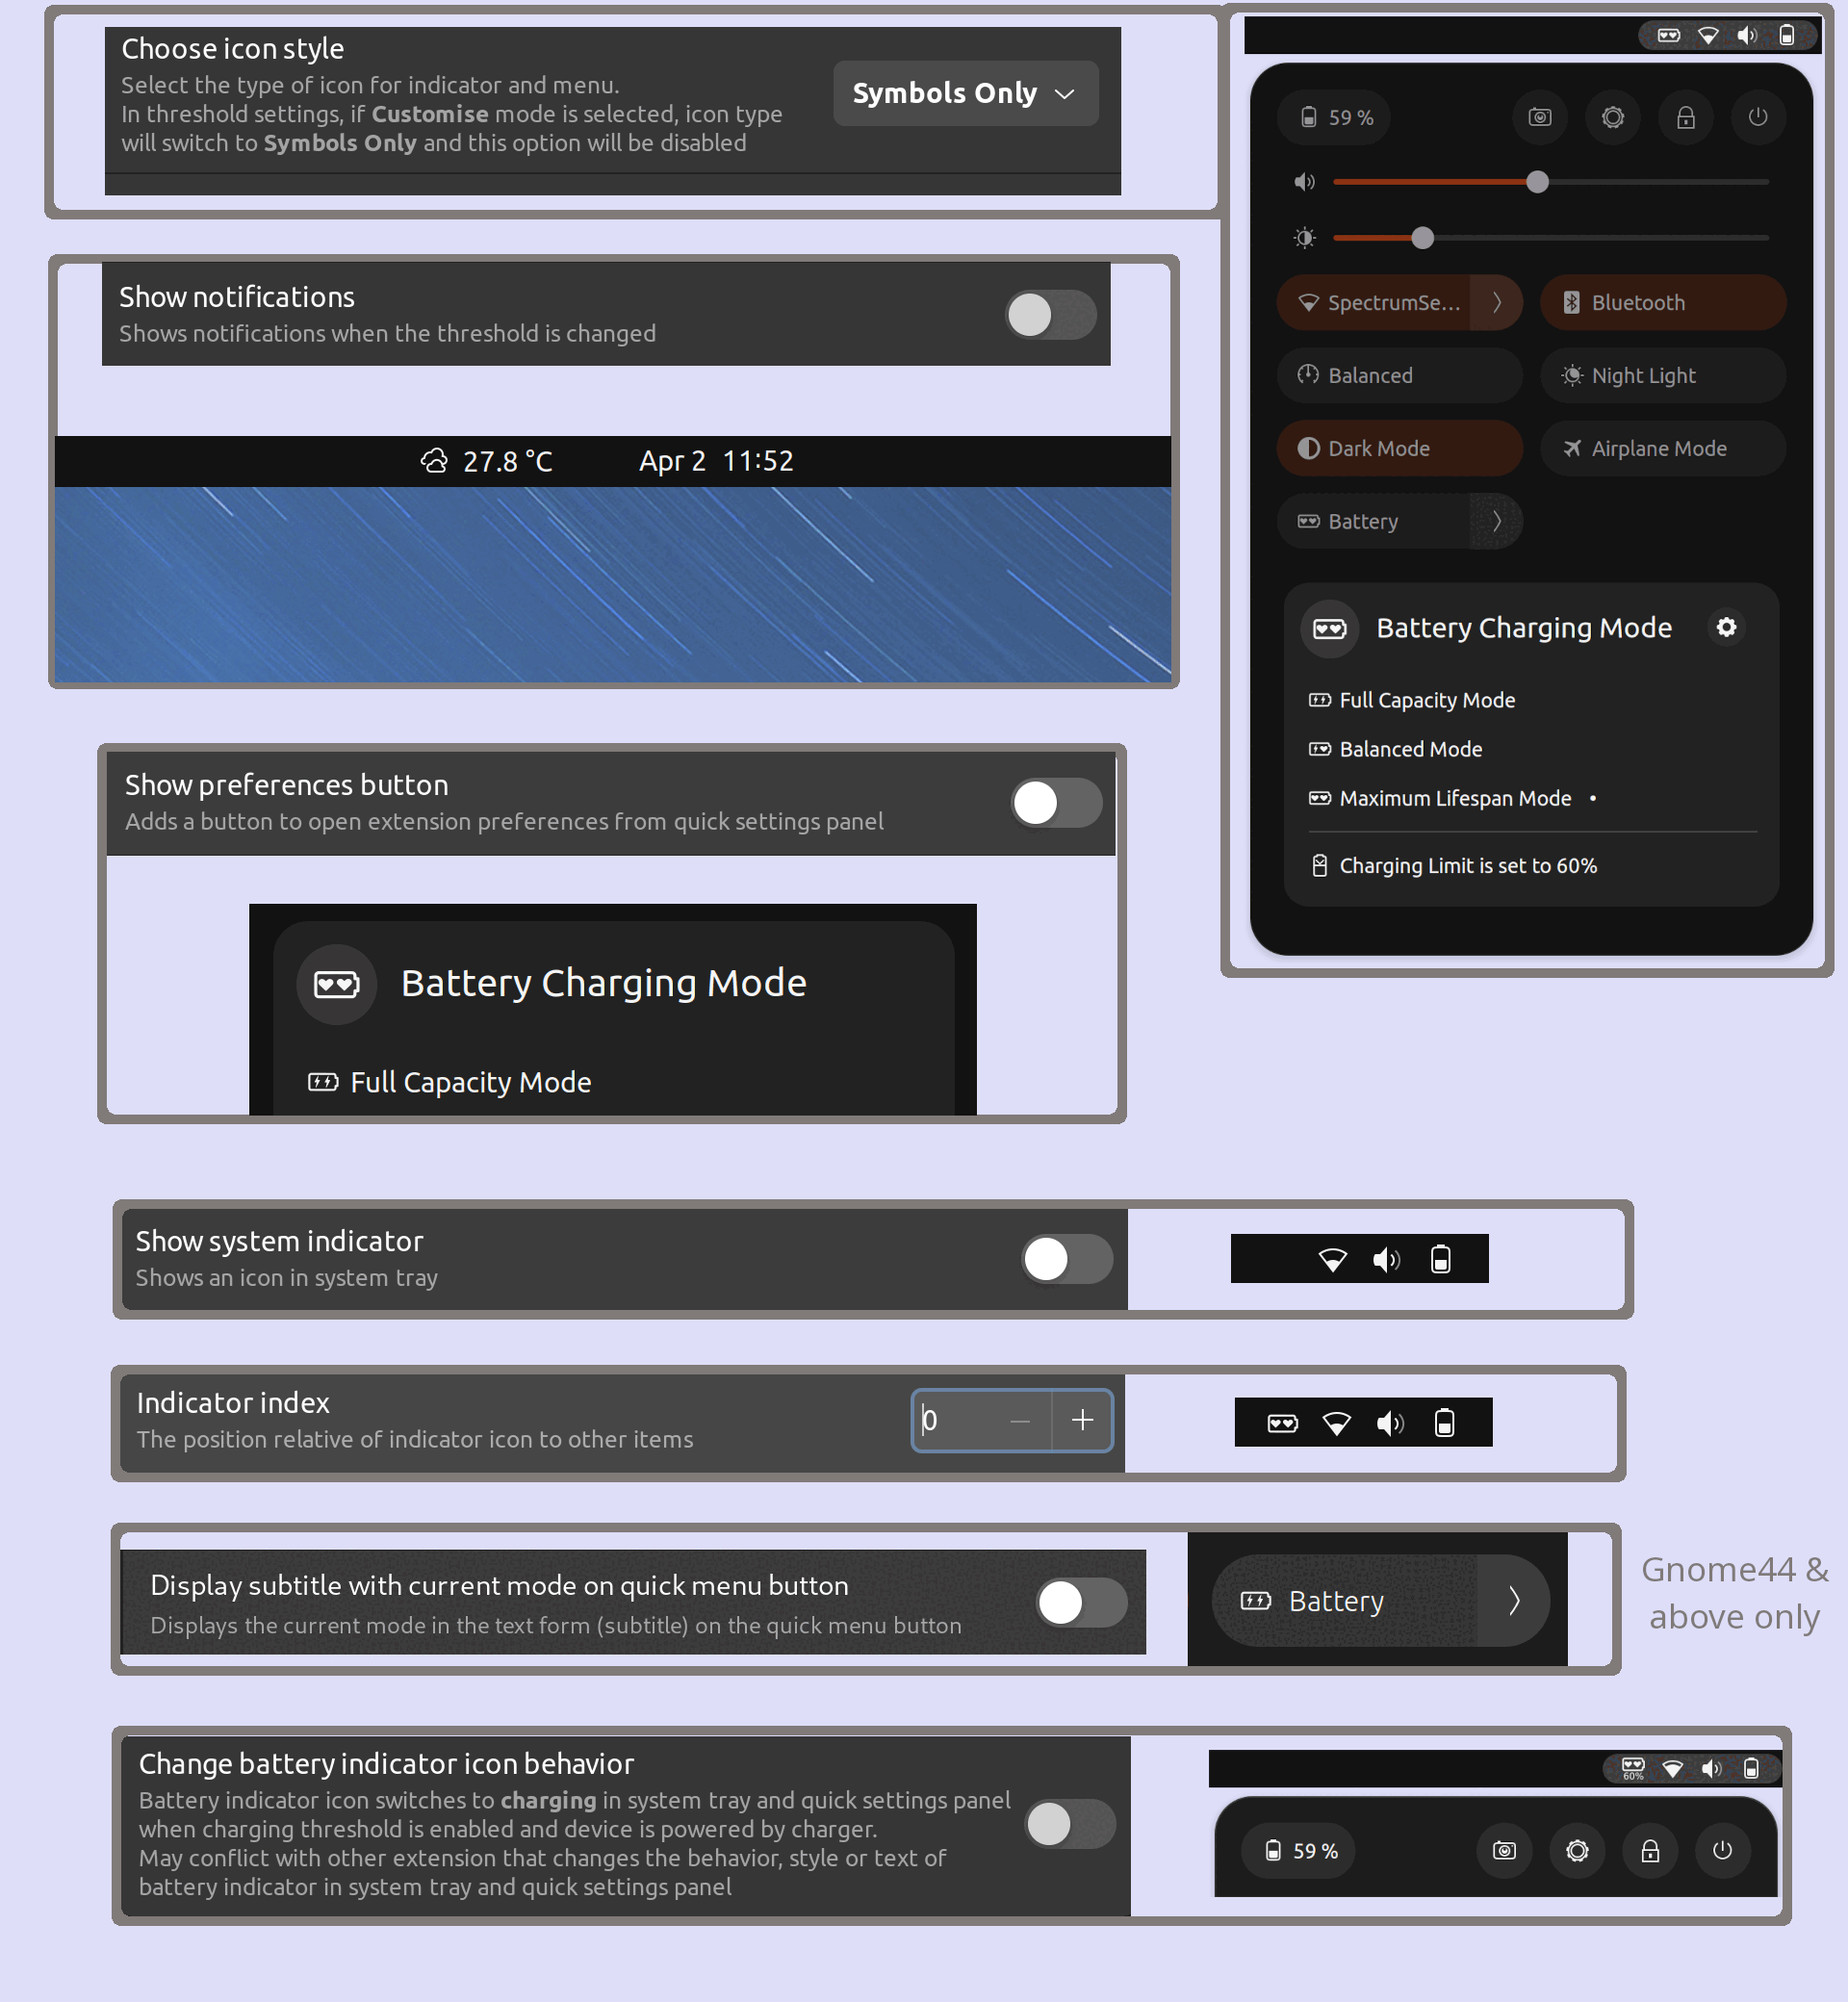 Choose icon style
Select the type of icon for indicator and menu.
In threshold settings, if Customise mode is selected, icon type
will switch to Symbols Only and this option will be disabled
Symbols Only
59 %
SpectrumSe...
Bluetooth
Balanced
Night Light
Dark Mode
Airplane Mode
Battery
Battery Charging Mode
Full Capacity Mode
Balanced Mode
Maximum Lifespan Mode •
Charging Limit is set to 60%
Show notifications
Shows notifications when the threshold is changed
27.8 °C
Apr 2 11:52
Show preferences button
Adds a button to open extension preferences from quick settings panel
Battery Charging Mode
Full Capacity Mode
Show system indicator
Shows an icon in system tray
Indicator index
The position relative of indicator icon to other items
0
Display subtitle with current mode on quick menu button
Displays the current mode in the text form (subtitle) on the quick menu button
Battery
Gnome44 &
above only
Change battery indicator icon behavior
Battery indicator icon switches to charging in system tray and quick settings panel
when charging threshold is enabled and device is powered by charger.
May conflict with other extension that changes the behavior, style or text of
battery indicator in system tray and quick settings panel
60%
59 %